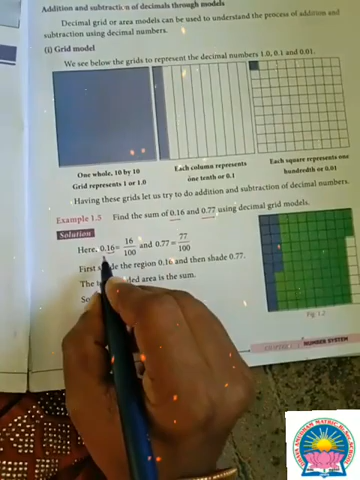 Addition and subtraction of decimals through models
Decimal grid or area models can be used to understand the process of addition and
subtraction using decimal numbers.
(i) Grid model
We see below the grids to represent the decimal numbers 1.0, 0.1 and 0.01.
One whole, 10 by 10
Grid represents 1 or 1.0
Each column represents
one tenth or 0.1
Each square represents one
hundredth or 0.01
Having these grids let us try to do addition and subtraction of decimal numbers.
Example 1.5 Find the sum of 0.16 and 0.77 using decimal grid models.
Solution
Here, 0.16 = 16/100 and 0.77 = 77/100
First shade the region 0.16 and then shade 0.77.
The shaded area is the sum.
So
Fig: 1.2
NUMBER SYSTEM